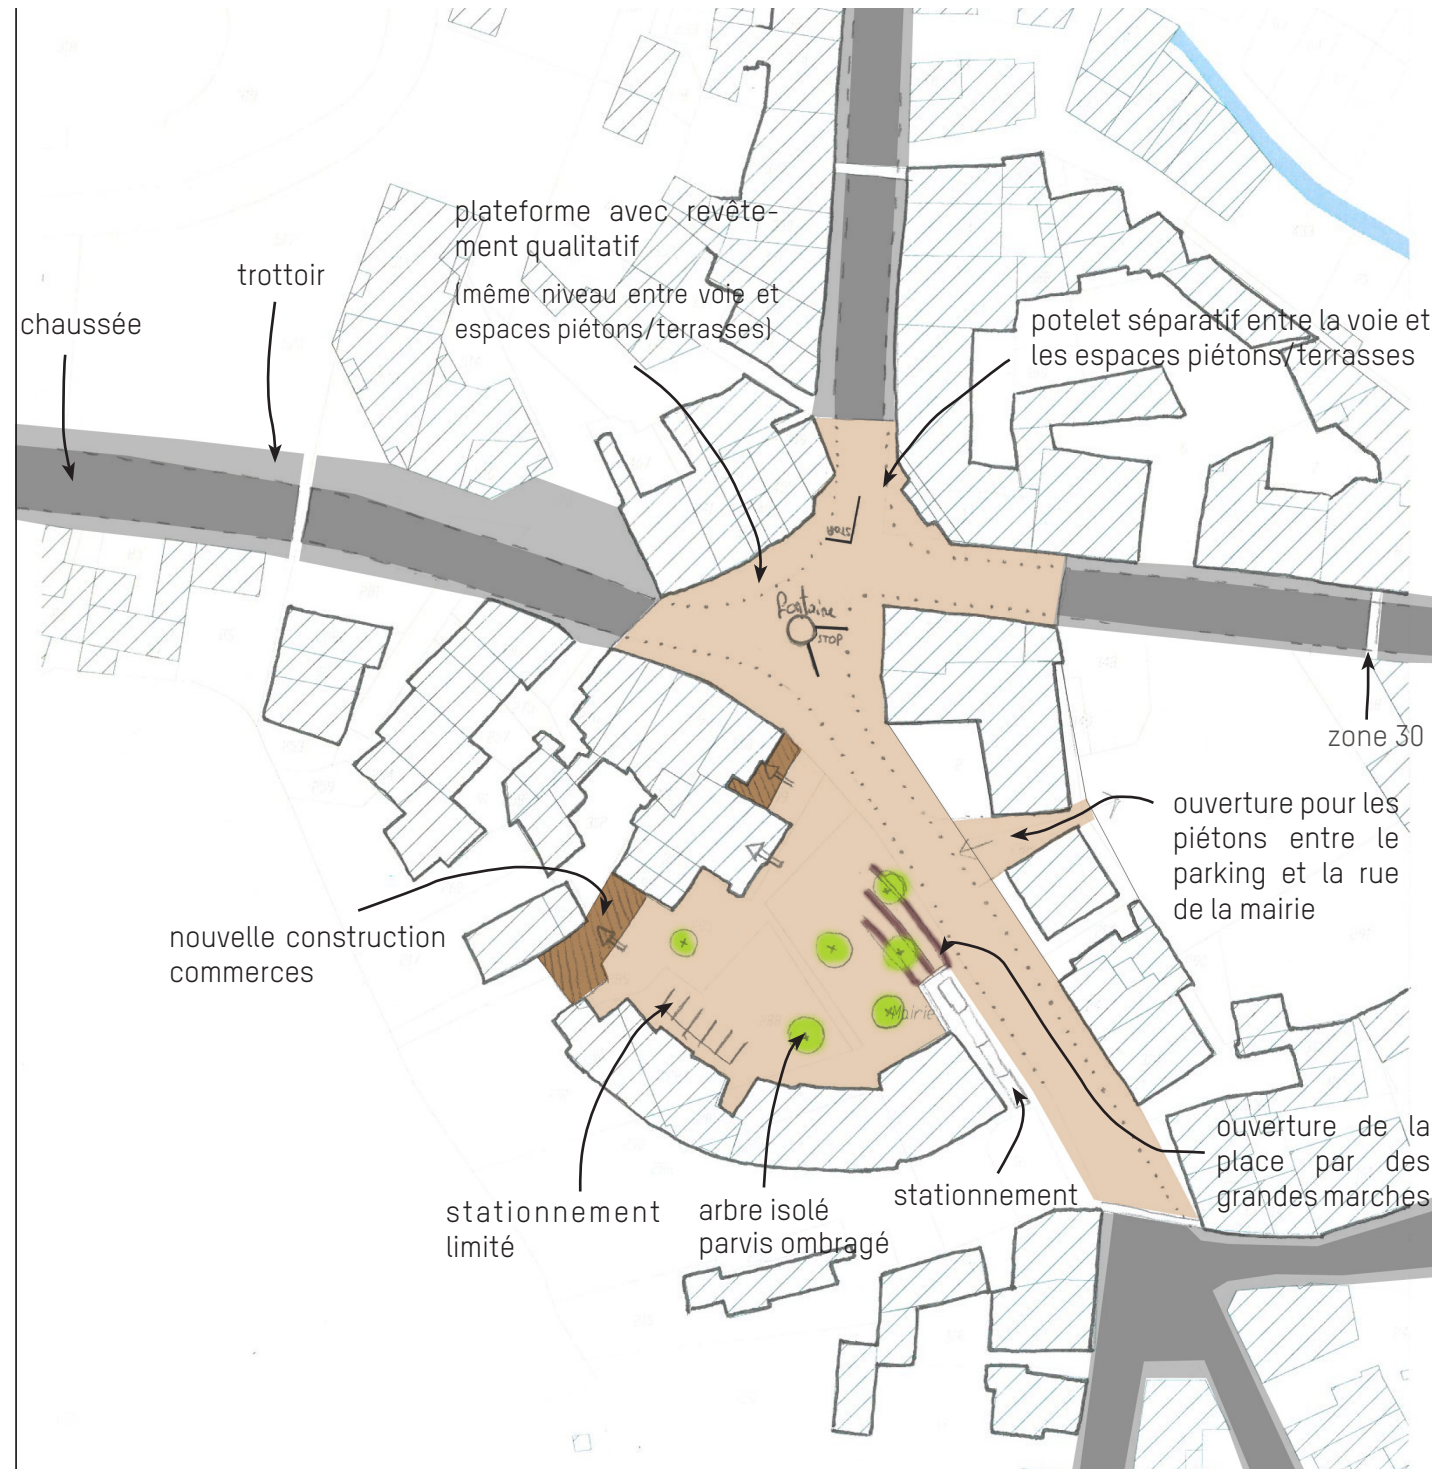 plateforme avec revête-
ment qualitatif
(même niveau entre voie et
espaces piétons/terrasses)
trottoir
chaussée
potelet séparatif entre la voie et
les espaces piétons/terrasses
STOP
fontaine
STOP
zone 30
ouverture pour les
piétons entre le
parking et la rue
de la mairie
nouvelle construction
commerces
Mairie
ouverture de la
place par des
grandes marches
stationnement
stationnement
limité
arbre isolé
parvis ombragé